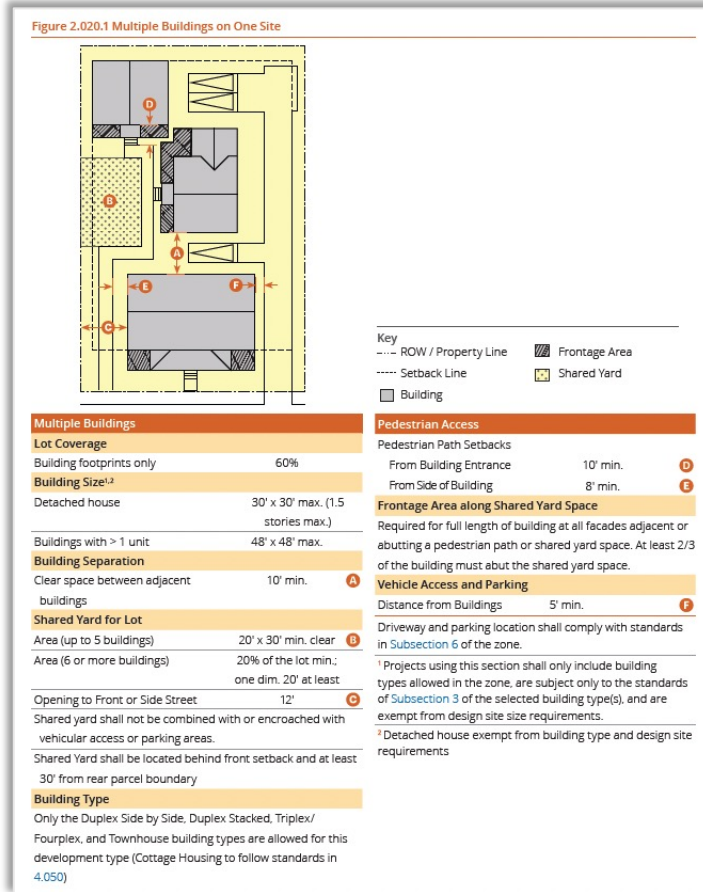 Figure 2.020.1 Multiple Buildings on One Site
D
B
A
E
F
C
Key
ROW / Property Line
Frontage Area
Setback Line
Shared Yard
Building
Multiple Buildings
Lot Coverage
Building footprints only 60%
Building Size1,2
Detached house 30' x 30' max. (1.5
stories max.)
Buildings with > 1 unit 48' x 48' max.
Building Separation
Clear space between adjacent 10' min. A
buildings
Shared Yard for Lot
Area (up to 5 buildings) 20' x 30' min. clear B
Area (6 or more buildings) 20% of the lot min.;
one dim. 20' at least
Opening to Front or Side Street 12' C
Shared yard shall not be combined with or encroached with
vehicular access or parking areas.
Shared Yard shall be located behind front setback and at least
30' from rear parcel boundary
Building Type
Only the Duplex Side by Side, Duplex Stacked, Triplex/
Fourplex, and Townhouse building types are allowed for this
development type (Cottage Housing to follow standards in
4.050)
Pedestrian Access
Pedestrian Path Setbacks
From Building Entrance 10' min. D
From Side of Building 8' min. E
Frontage Area along Shared Yard Space
Required for full length of building at all facades adjacent or
abutting a pedestrian path or shared yard space. At least 2/3
of the building must abut the shared yard space.
Vehicle Access and Parking
Distance from Buildings 5' min. F
Driveway and parking location shall comply with standards
in Subsection 6 of the zone.
1 Projects using this section shall only include building
types allowed in the zone, are subject only to the standards
of Subsection 3 of the selected building type(s), and are
exempt from design site size requirements.
2 Detached house exempt from building type and design site
requirements